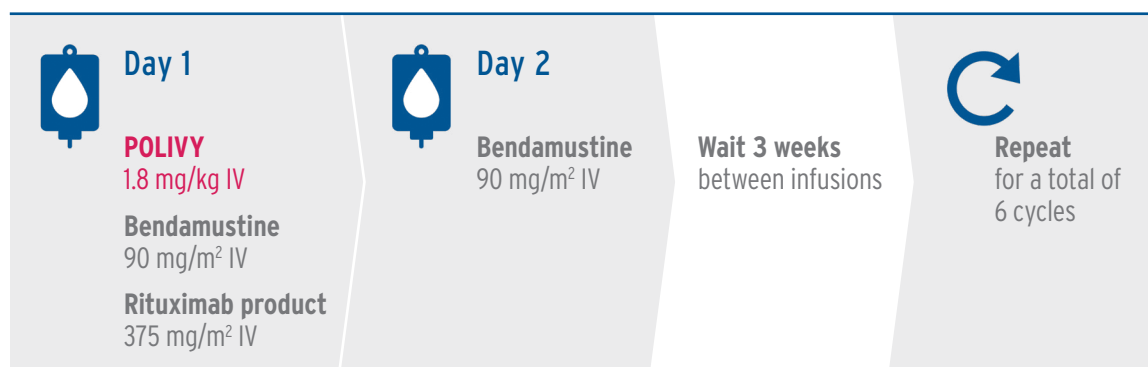 Day 1
POLIVY
1.8 mg/kg IV
Bendamustine
90 mg/m² IV
Rituximab product
375 mg/m² IV
Day 2
Bendamustine
90 mg/m² IV
Wait 3 weeks
between infusions
Repeat
for a total of
6 cycles